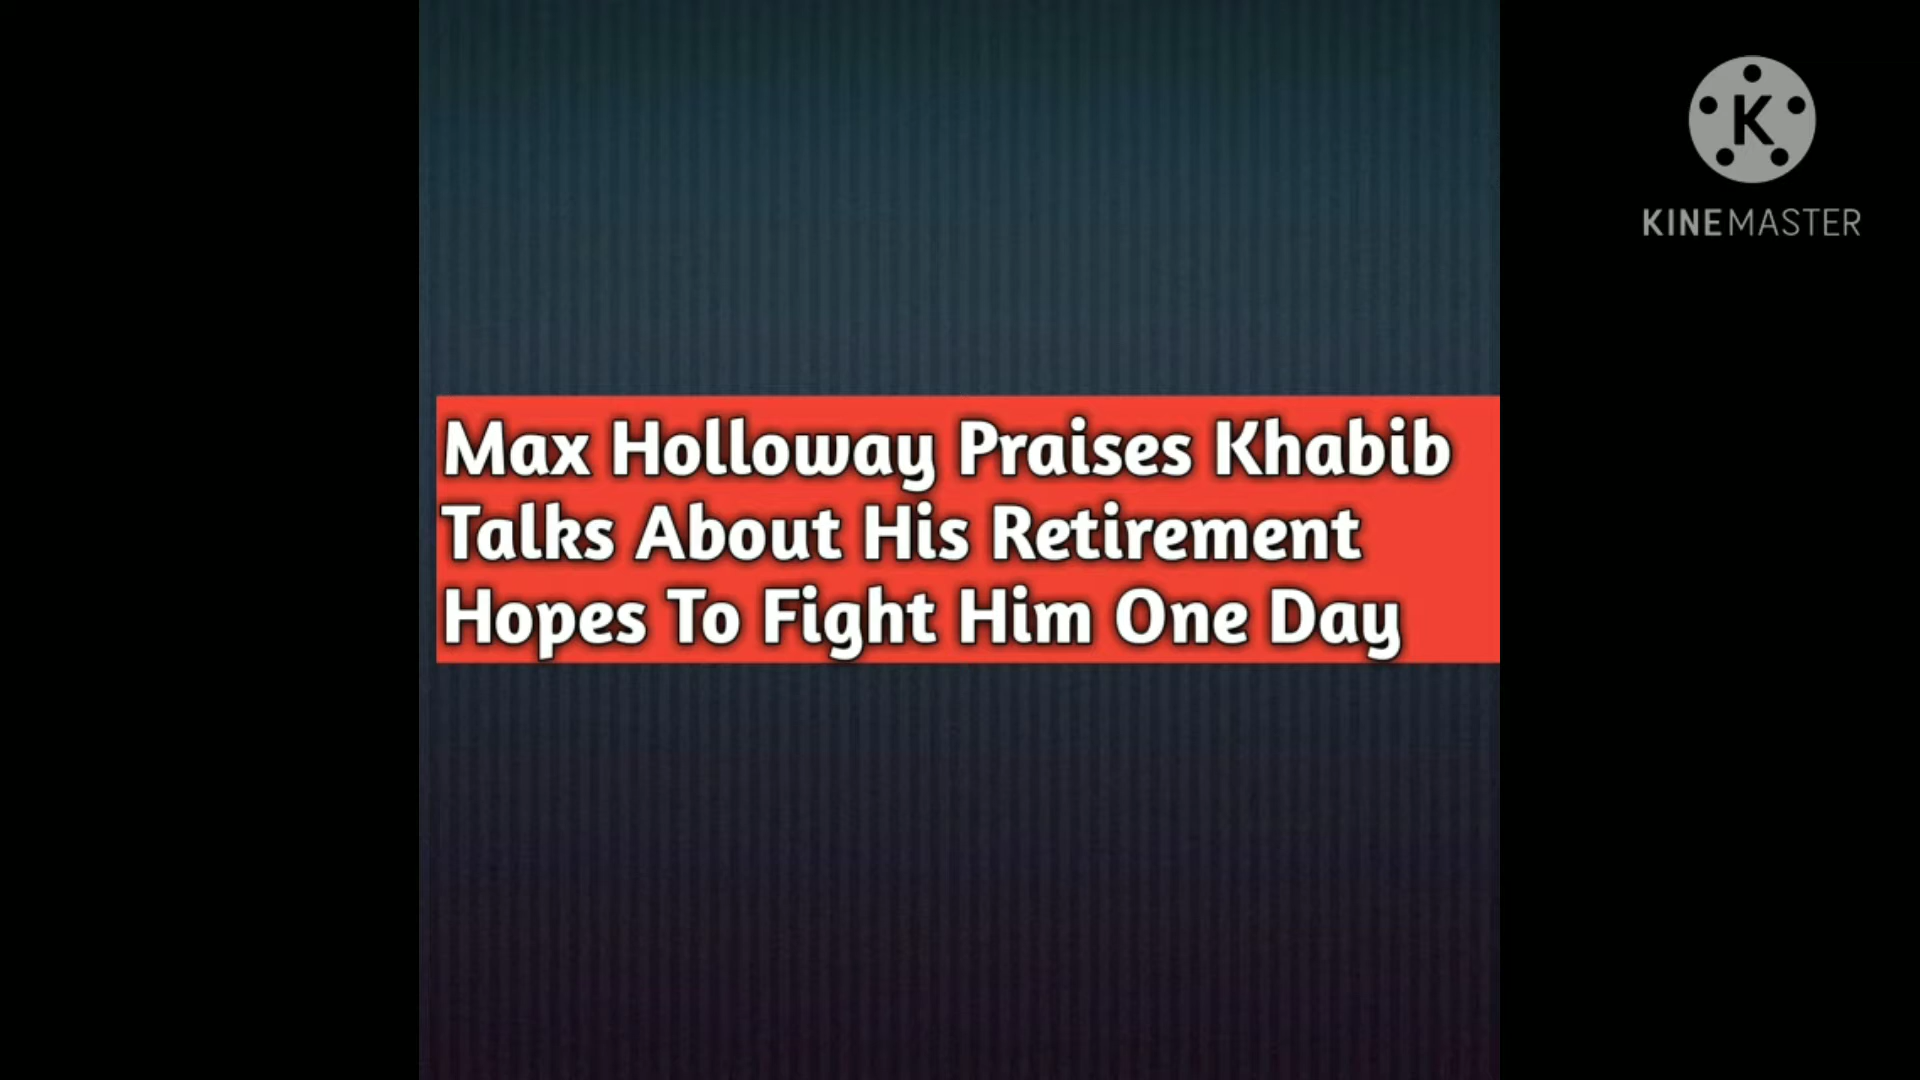 K
KINEMASTER
Max Holloway Praises Khabib
Talks About His Retirement
Hopes To Fight Him One Day